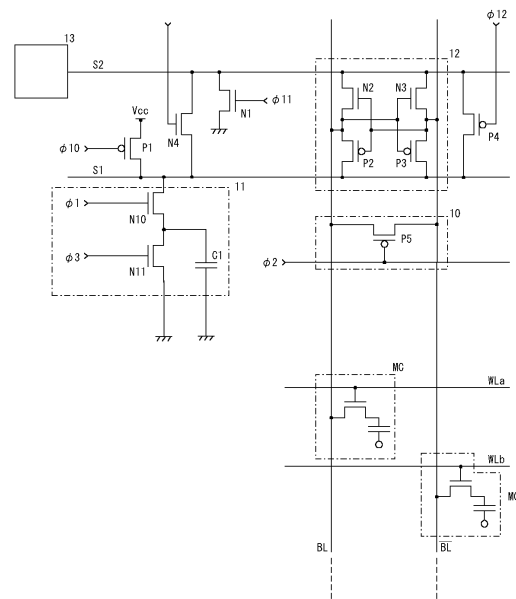 φ12
13
12
S2
Vcc
N2
N3
φ11
N1
P4
N4
φ10
P1
P2
P3
S1
11
10
φ1
N10
P5
φ3
C1
φ2
N11
MC
WLa
WLb
MC
BL
BL